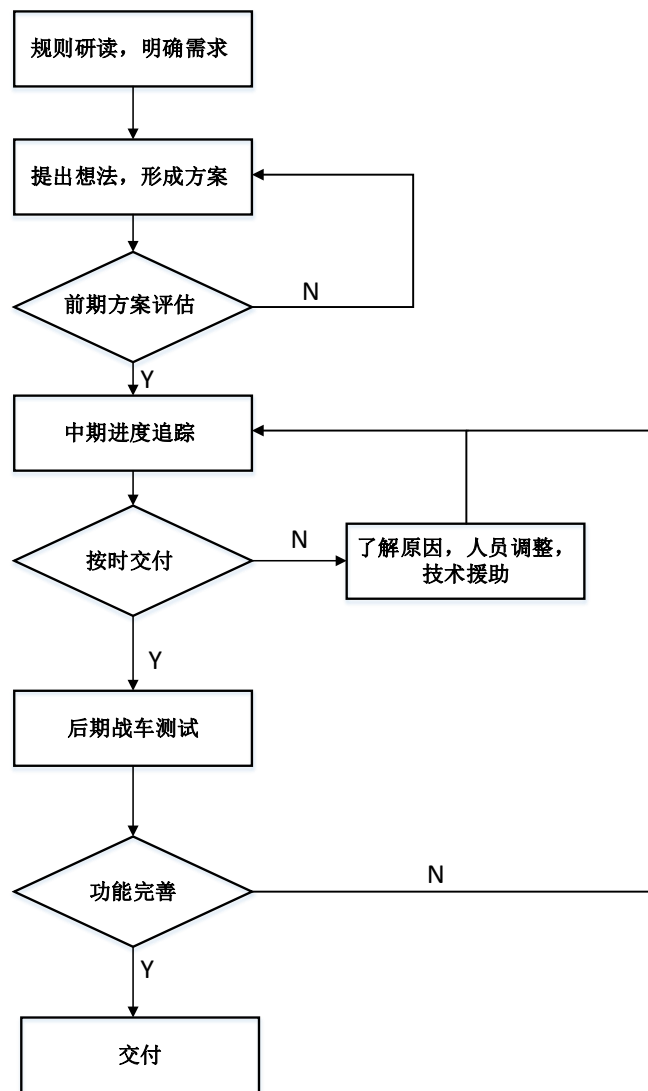 规则研读，明确需求
提出想法，形成方案
前期方案评估
N
Y
中期进度追踪
按时交付
N
了解原因，人员调整，
技术援助
Y
后期战车测试
功能完善
N
Y
交付